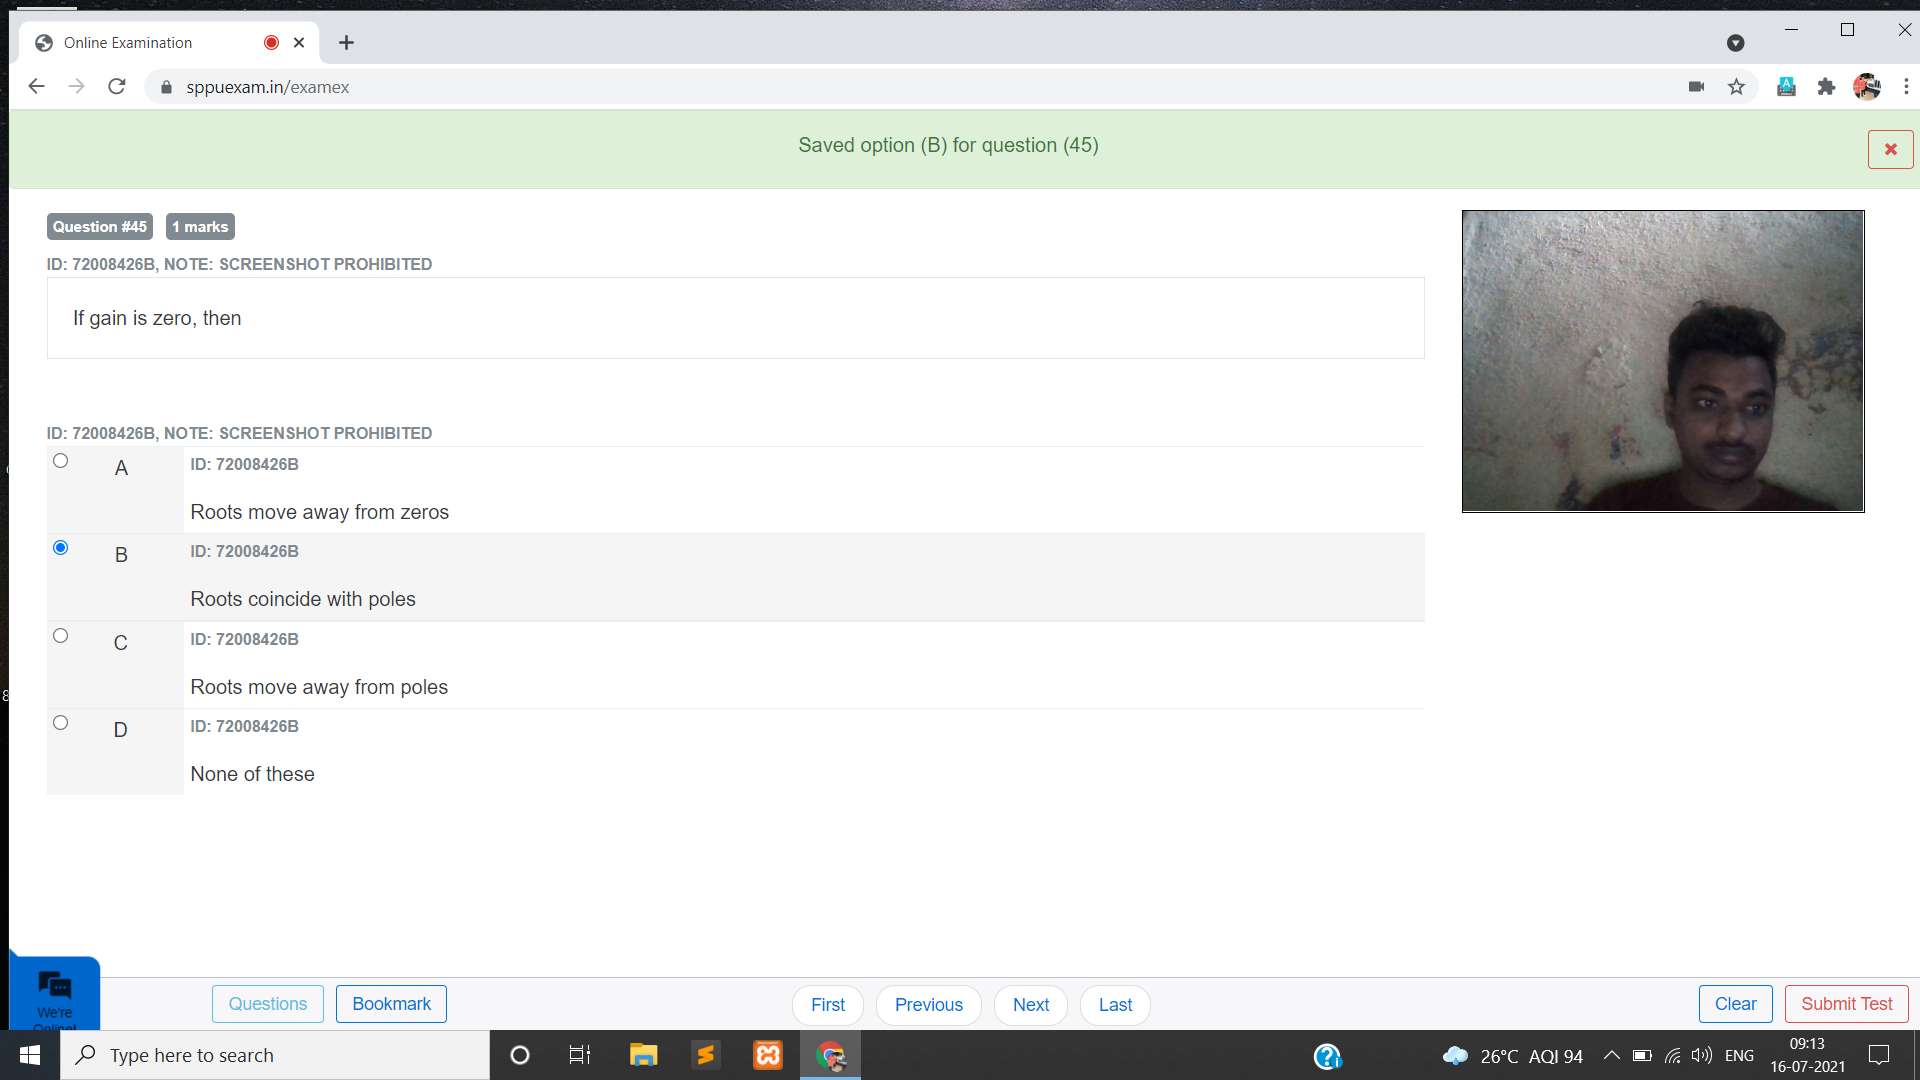 Online Examination
sppuexam.in/examex
Saved option (B) for question (45)
Question #45 1 marks
ID: 72008426B, NOTE: SCREENSHOT PROHIBITED
If gain is zero, then
ID: 72008426B, NOTE: SCREENSHOT PROHIBITED
A ID: 72008426B
Roots move away from zeros
B ID: 72008426B
Roots coincide with poles
C ID: 72008426B
Roots move away from poles
D ID: 72008426B
None of these
We're
Online!
Questions Bookmark First Previous Next Last Clear Submit Test
Type here to search
26°C AQI 94 ENG
09:13
16-07-2021